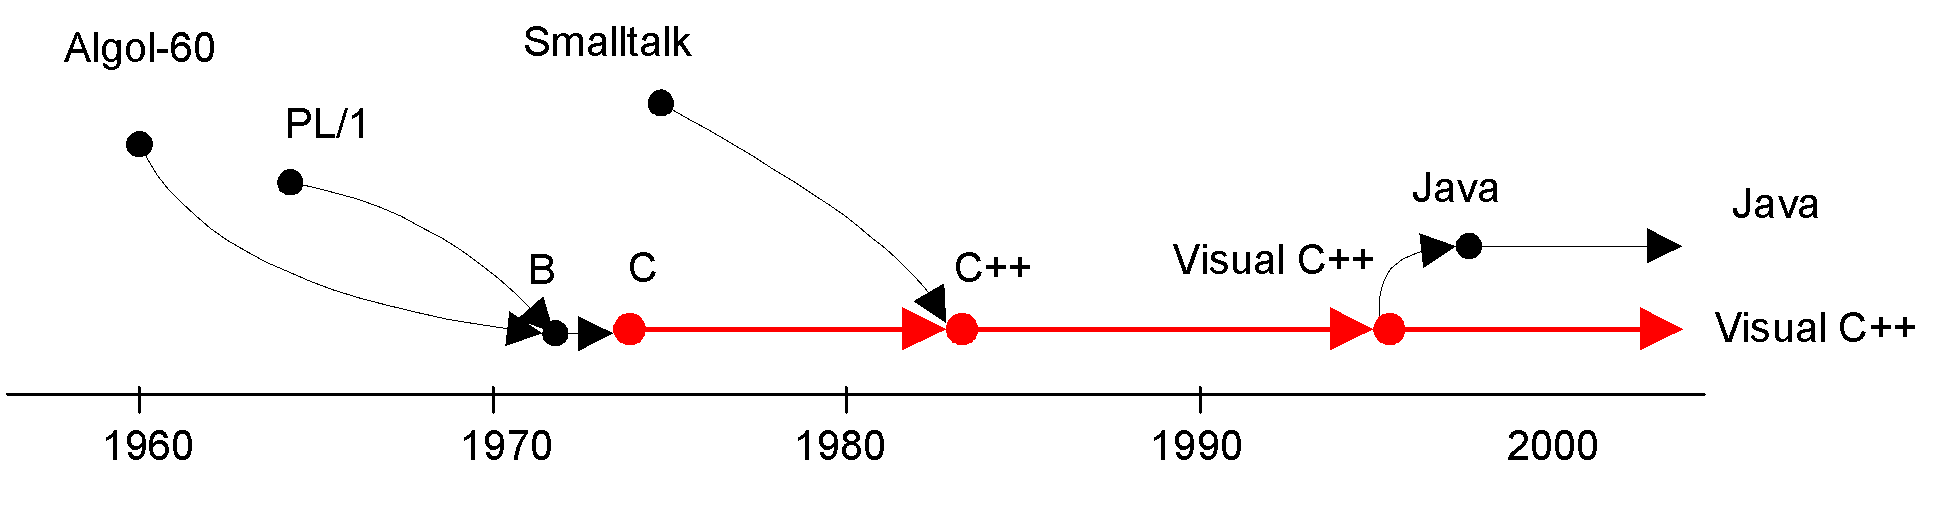 Algol-60
Smalltalk
PL/1
Java
Java
B
C
C++
Visual C++
Visual C++
1960
1970
1980
1990
2000